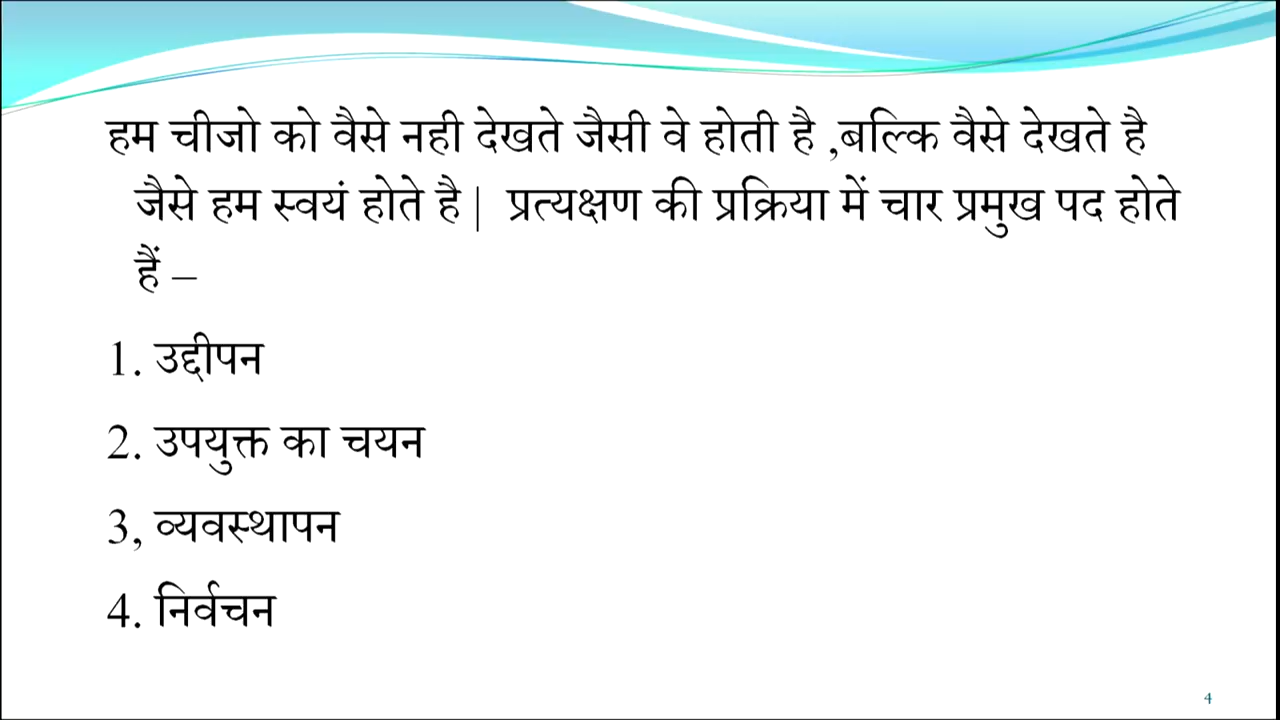 हम चीजो को वैसे नही देखते जैसी वे होती है ,बल्कि वैसे देखते है
जैसे हम स्वयं होते है | प्रत्यक्षण की प्रक्रिया में चार प्रमुख पद होते
हैं –
1. उद्दीपन
2. उपयुक्त का चयन
3, व्यवस्थापन
4. निर्वचन
4